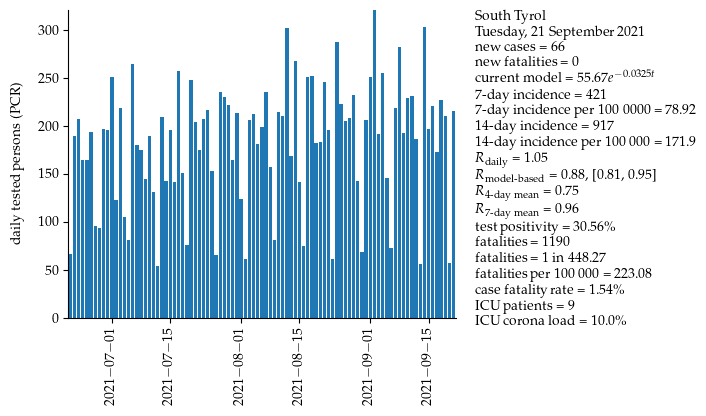 daily tested persons (PCR)
300
250
200
150
100
50
0
2021−07−01
2021−07−15
2021−08−01
2021−08−15
2021−09−01
2021−09−15
South Tyrol
Tuesday, 21 September 2021
new cases = 66
new fatalities = 0
current model = 55.67e^−0.0325t
7-day incidence = 421
7-day incidence per 100 0000 = 78.92
14-day incidence = 917
14-day incidence per 100 000 = 171.9
R_daily = 1.05
R_model-based = 0.88, [0.81, 0.95]
R_4-day mean = 0.75
R_7-day mean = 0.96
test positivity = 30.56%
fatalities = 1190
fatalities = 1 in 448.27
fatalities per 100 000 = 223.08
case fatality rate = 1.54%
ICU patients = 9
ICU corona load = 10.0%